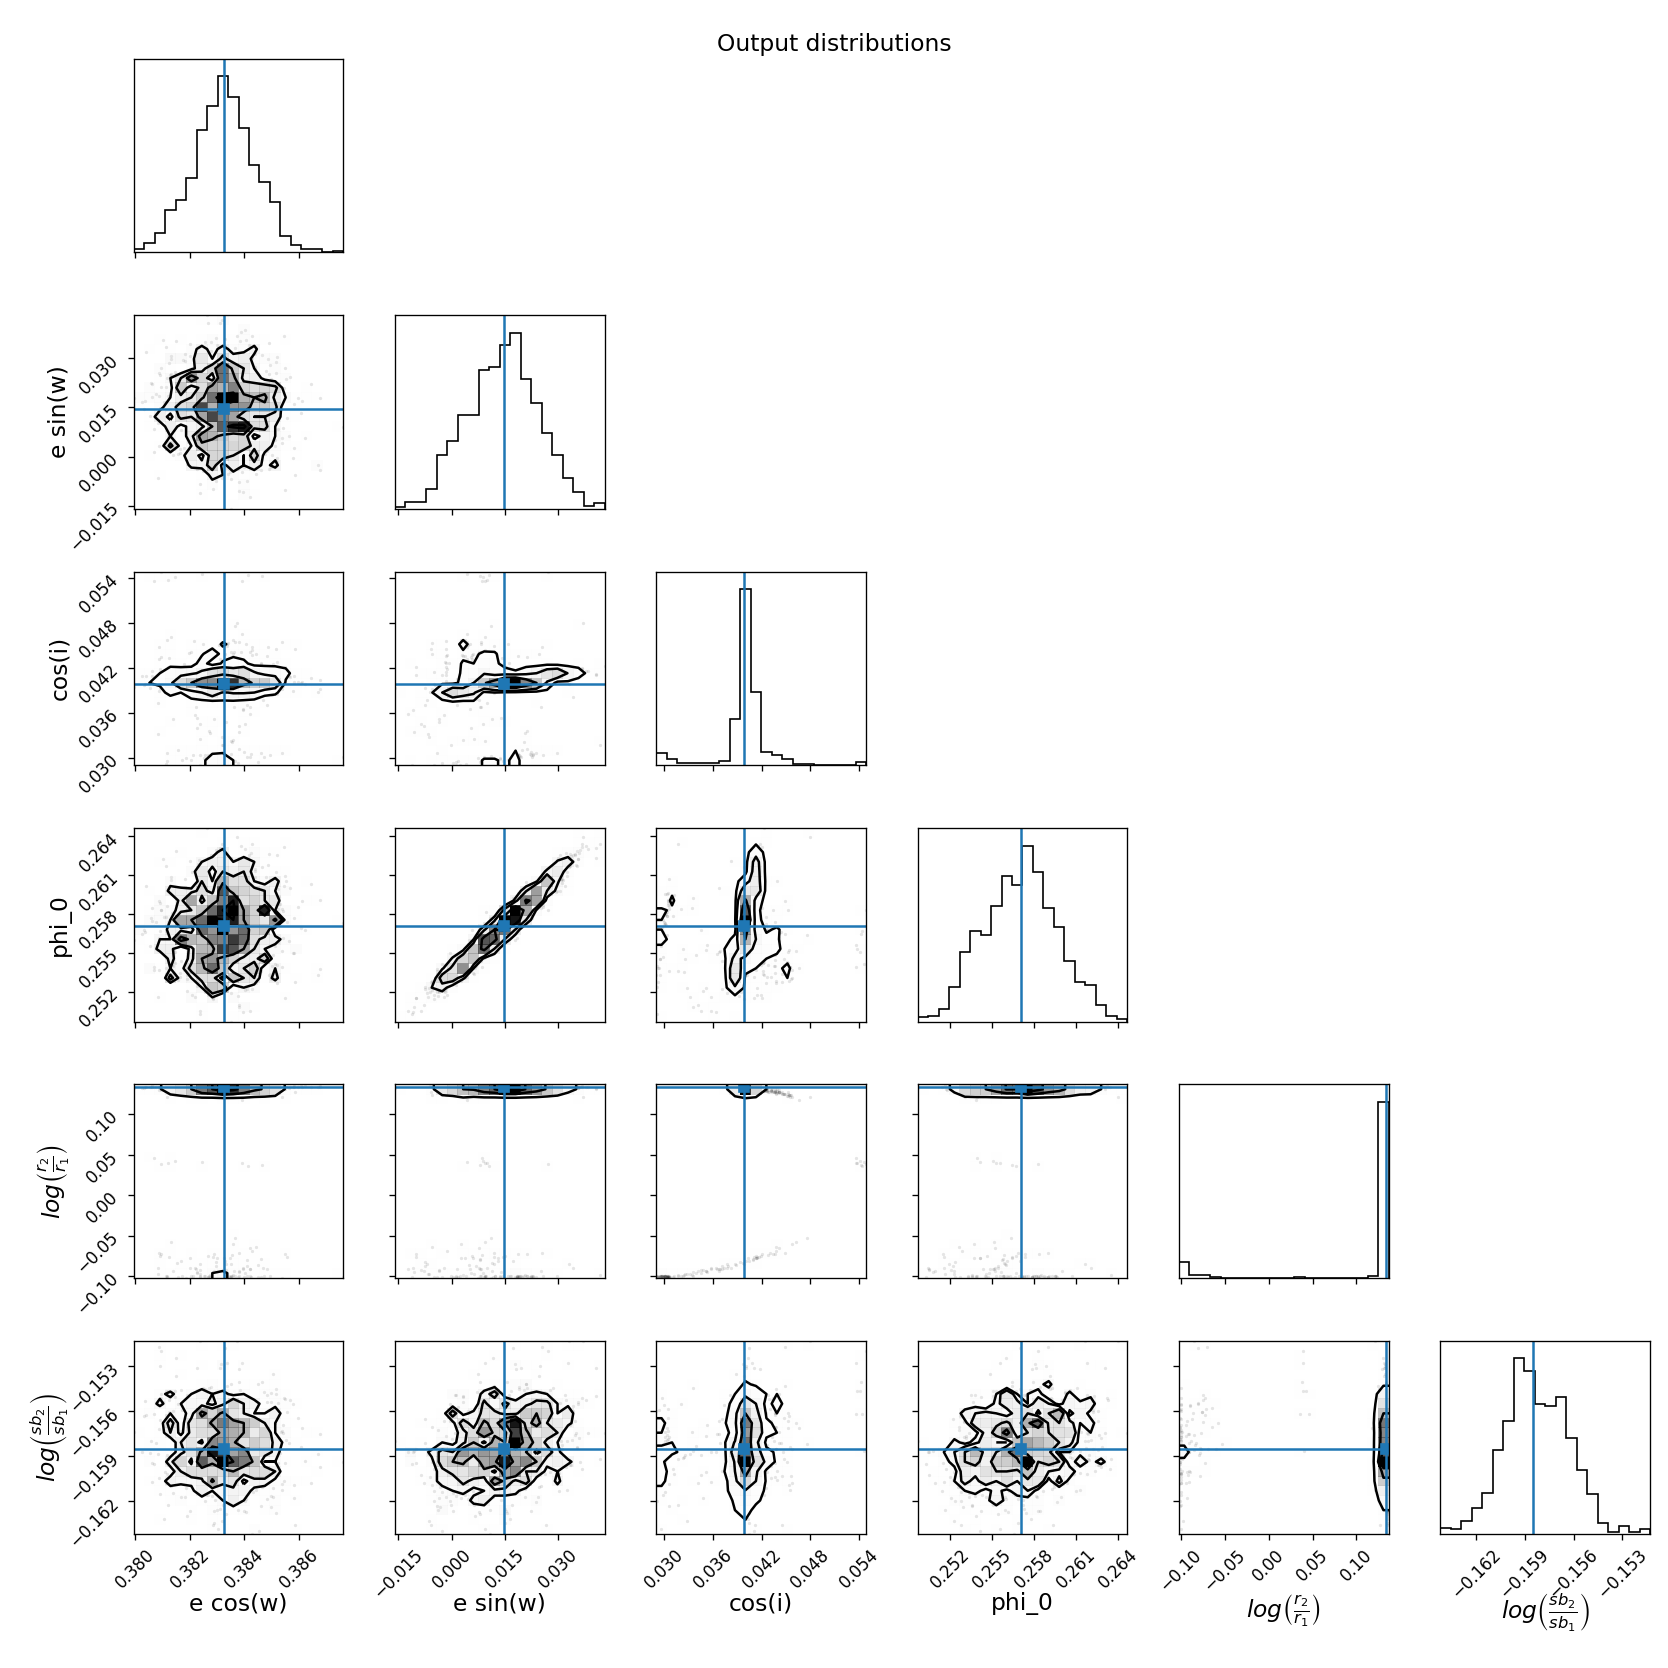 Output distributions
e sin(w)
0.030
0.015
0.000
−0.015
cos(i)
0.054
0.048
0.042
0.036
0.030
phi_0
0.264
0.261
0.258
0.255
0.252
log(r2/r1)
0.10
0.05
0.00
−0.05
−0.10
log(sb2/sb1)
−0.153
−0.156
−0.159
−0.162
0.380 0.382 0.384 0.386
e cos(w)
−0.015 0.000 0.015 0.030
e sin(w)
0.030 0.036 0.042 0.048 0.054
cos(i)
0.252 0.255 0.258 0.261 0.264
phi_0
−0.10 −0.05 0.00 0.05 0.10
log(r2/r1)
−0.162 −0.159 −0.156 −0.153
log(sb2/sb1)